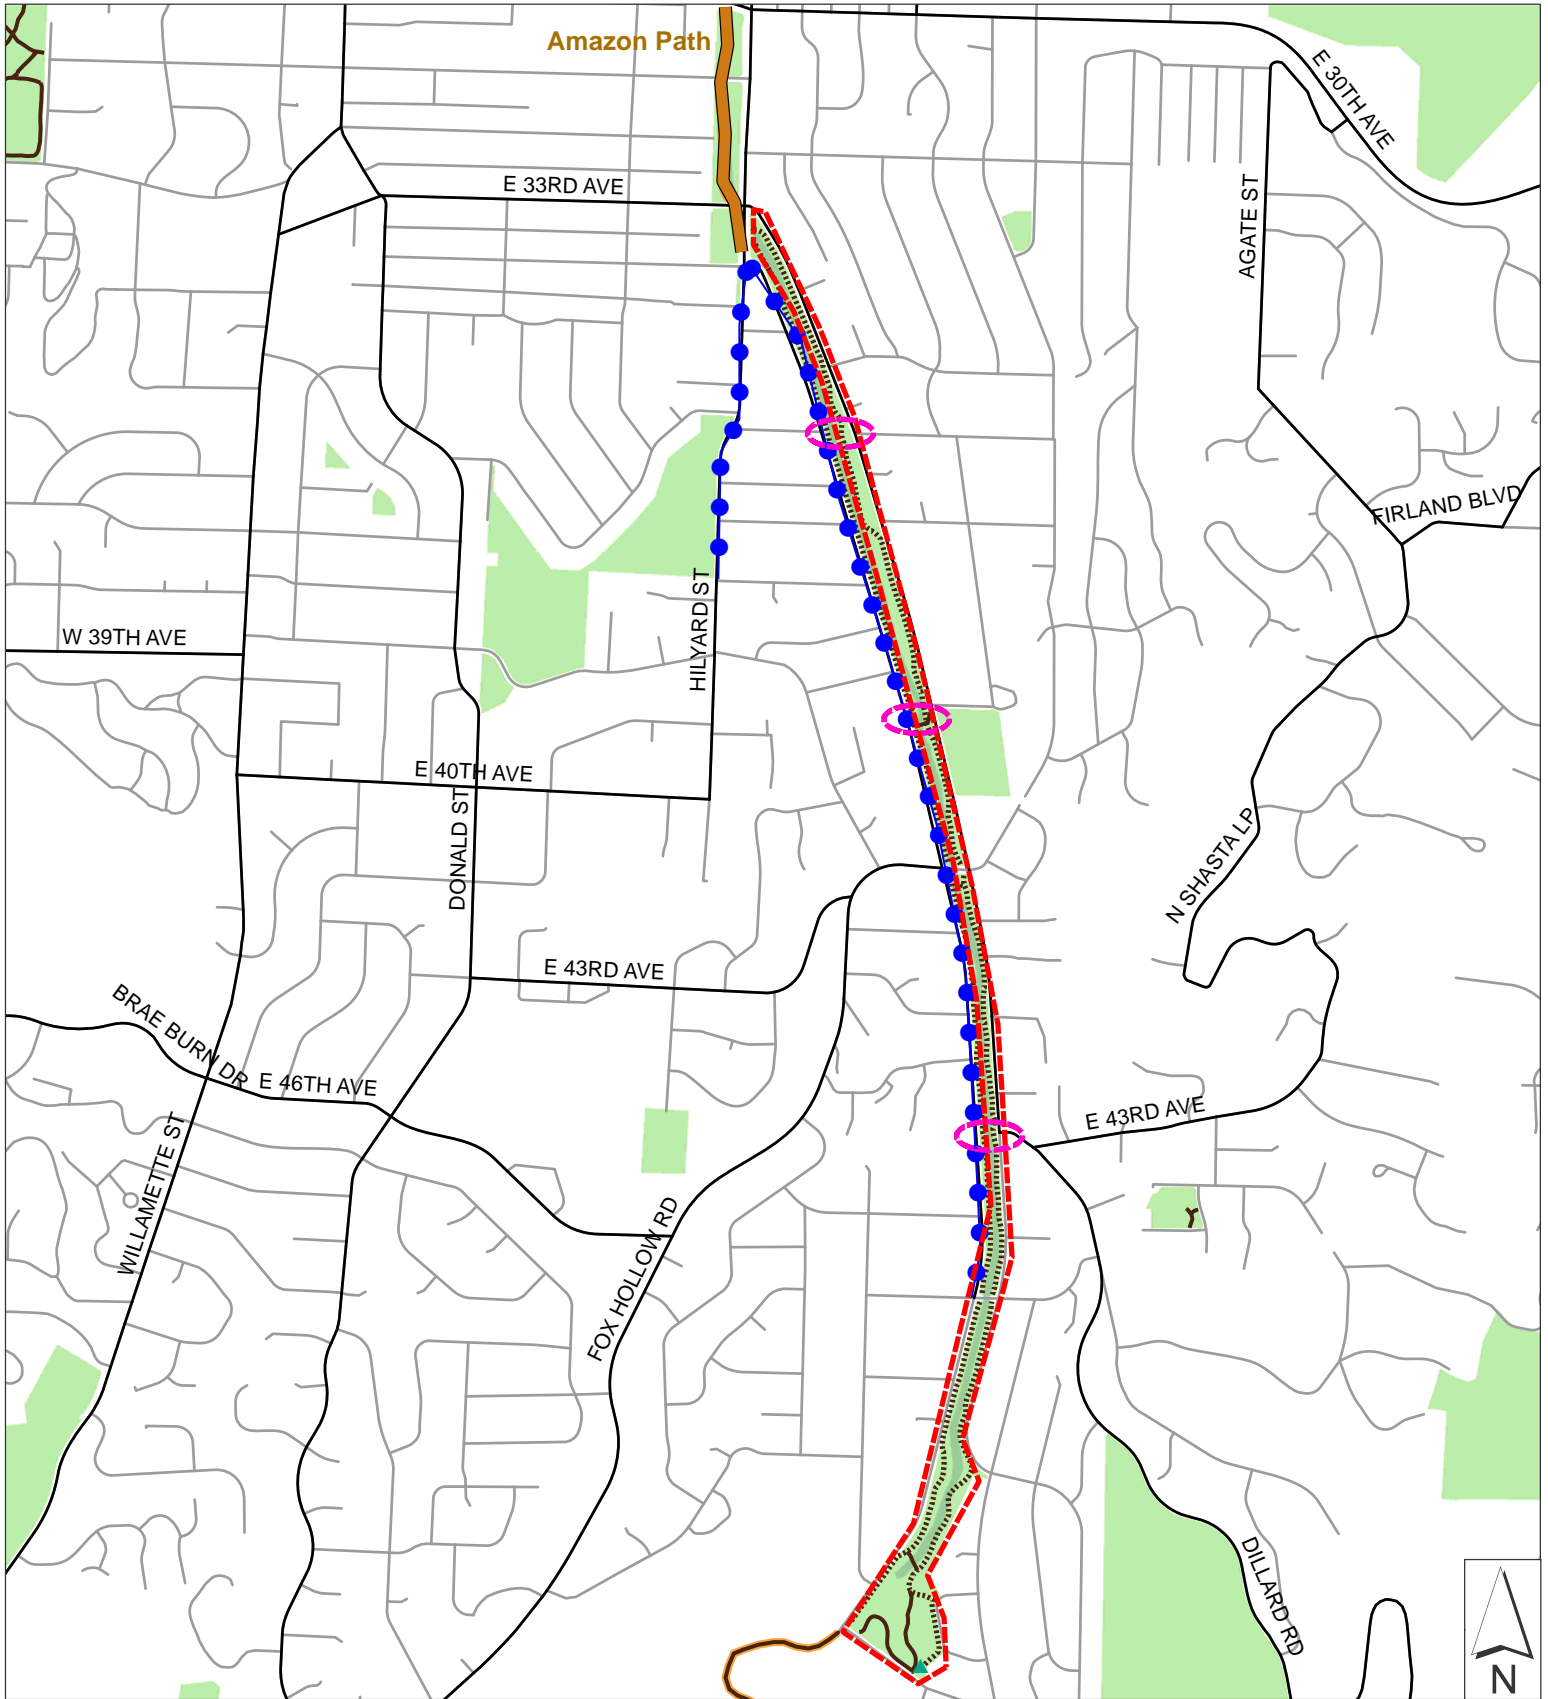 Amazon Path
E 30TH AVE
E 33RD AVE
AGATE ST
FIRLAND BLVD
HILYARD ST
W 39TH AVE
E 40TH AVE
DONALD ST
N SHASTA LP
E 43RD AVE
BRAE BURN DR
E 46TH AVE
E 43RD AVE
WILLAMETTE ST
FOX HOLLOW RD
DILLARD RD
N